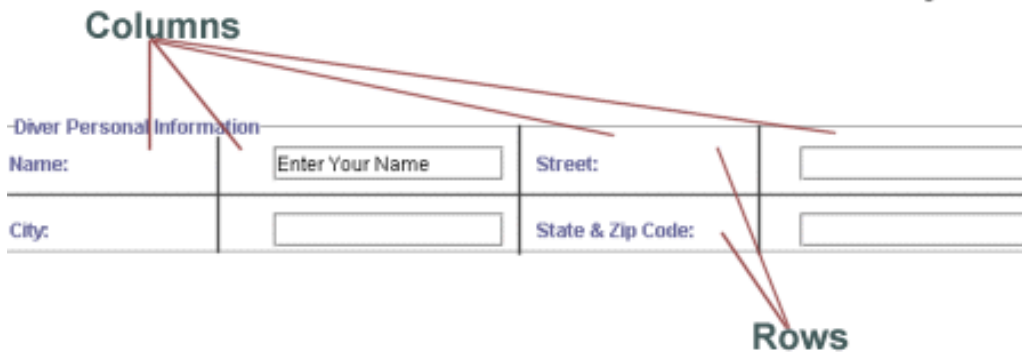 Columns
Diver Personal Information
Name: Enter Your Name Street:
City: State & Zip Code:
Rows